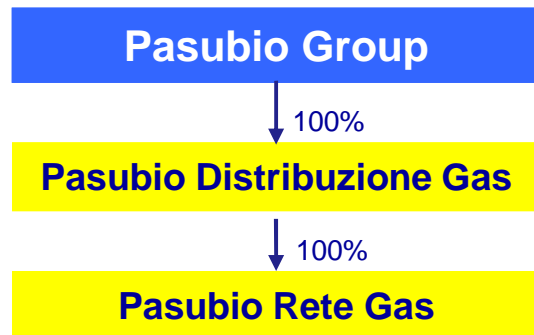 Pasubio Group
100%
Pasubio Distribuzione Gas
100%
Pasubio Rete Gas